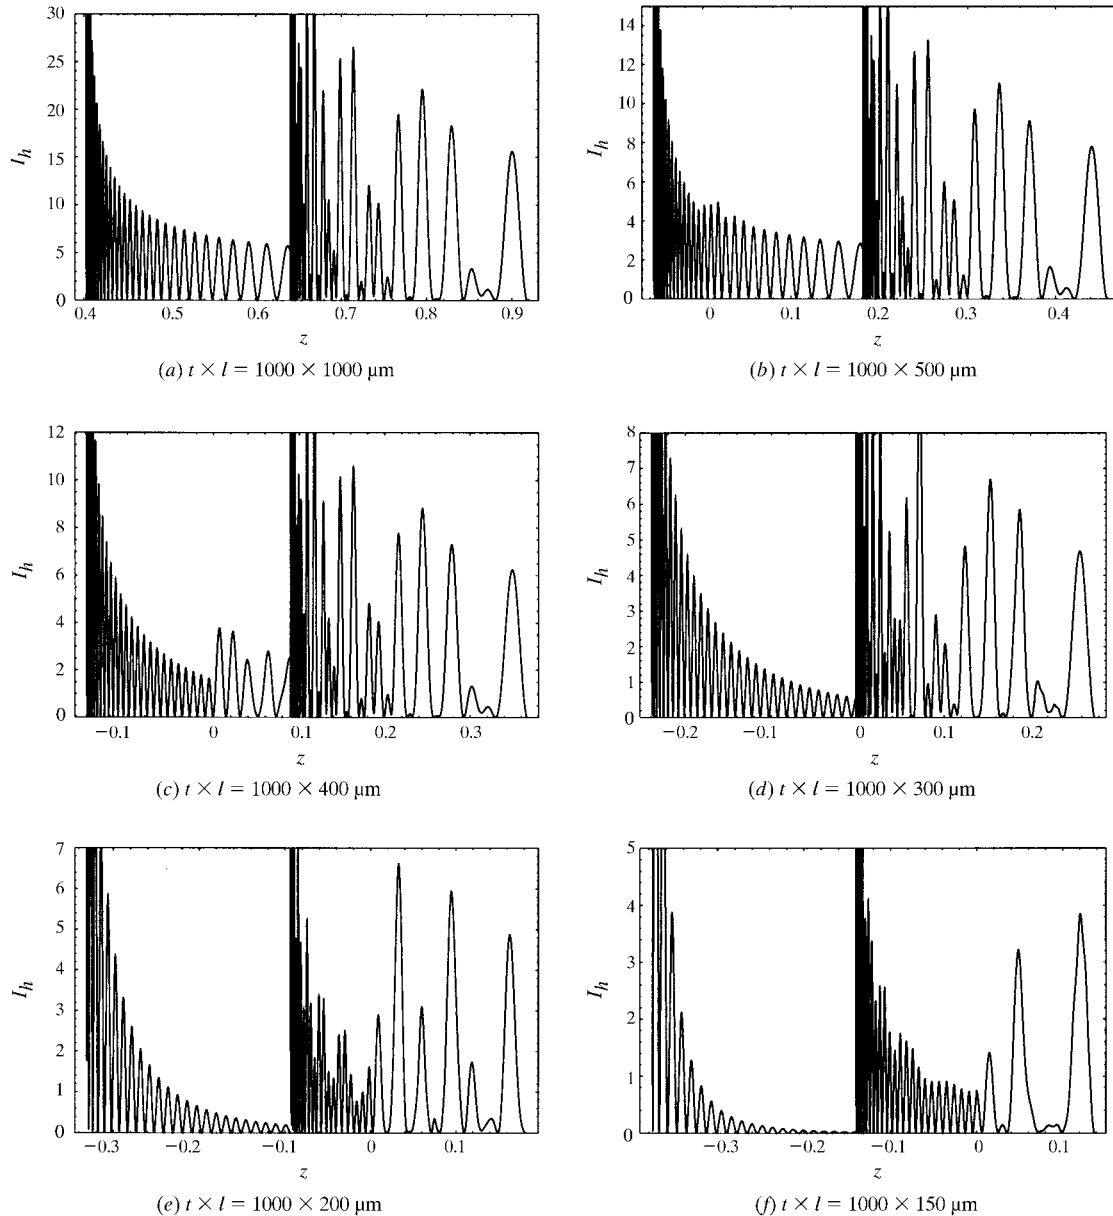 30
25
20
15
10
5
0
I_h
0.4 0.5 0.6 0.7 0.8 0.9
z
(a) t × l = 1000 × 1000 µm
14
12
10
8
6
4
2
0
I_h
0 0.1 0.2 0.3 0.4
z
(b) t × l = 1000 × 500 µm
12
10
8
6
4
2
0
I_h
−0.1 0 0.1 0.2 0.3
z
(c) t × l = 1000 × 400 µm
8
7
6
5
4
3
2
1
0
I_h
−0.2 −0.1 0 0.1 0.2
z
(d) t × l = 1000 × 300 µm
7
6
5
4
3
2
1
0
I_h
−0.3 −0.2 −0.1 0 0.1
z
(e) t × l = 1000 × 200 µm
5
4
3
2
1
0
I_h
−0.3 −0.2 −0.1 0 0.1
z
(f) t × l = 1000 × 150 µm